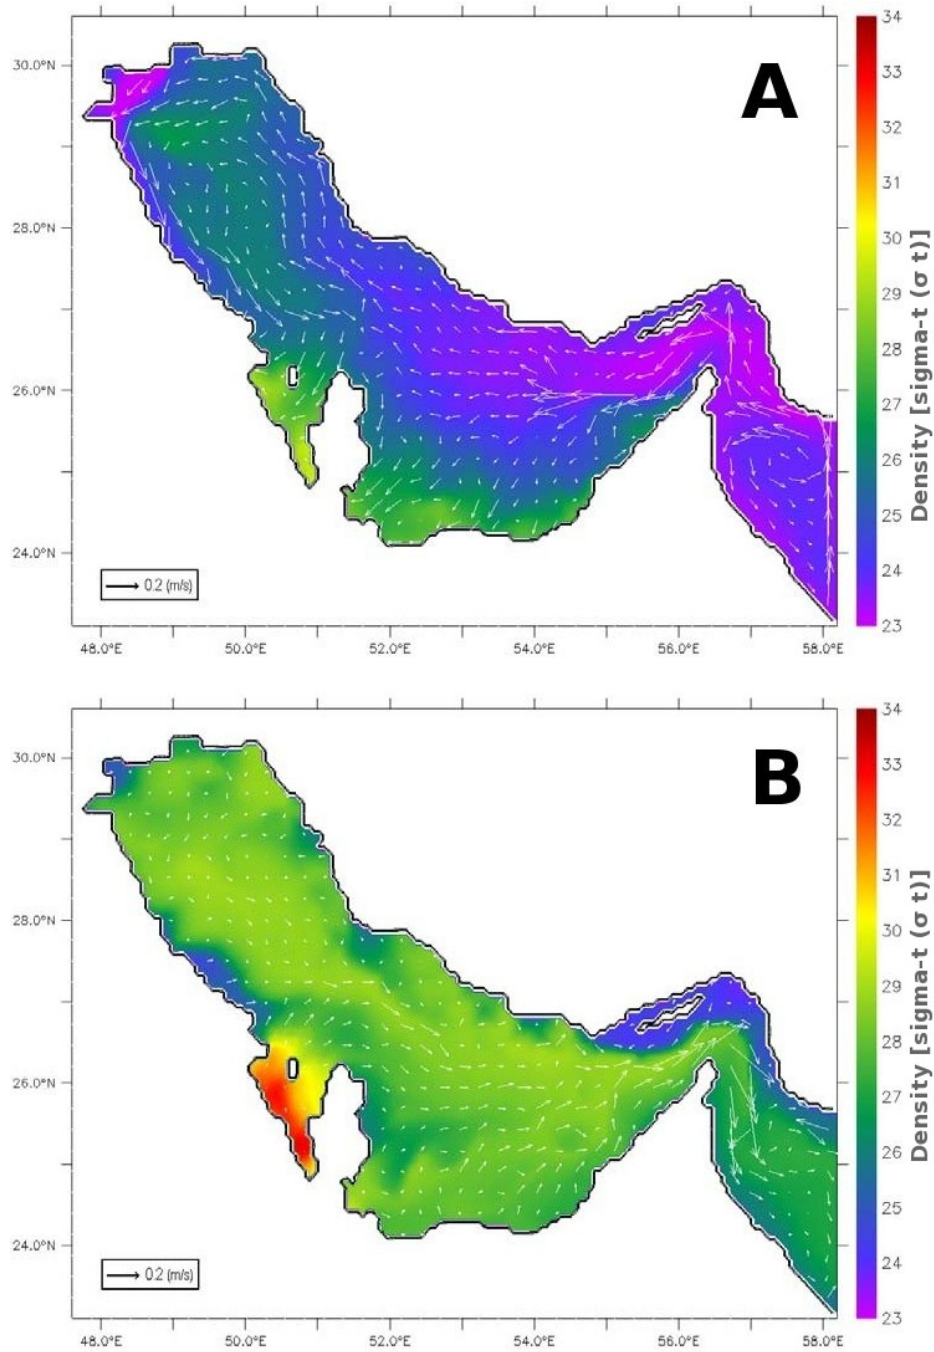 A
30.0°N
28.0°N
26.0°N
24.0°N
0.2 (m/s)
48.0°E 50.0°E 52.0°E 54.0°E 56.0°E 58.0°E
34
33
32
31
30
29
28
27
26
25
24
23
Density [sigma-t (σ t)]
B
30.0°N
28.0°N
26.0°N
24.0°N
0.2 (m/s)
48.0°E 50.0°E 52.0°E 54.0°E 56.0°E 58.0°E
34
33
32
31
30
29
28
27
26
25
24
23
Density [sigma-t (σ t)]